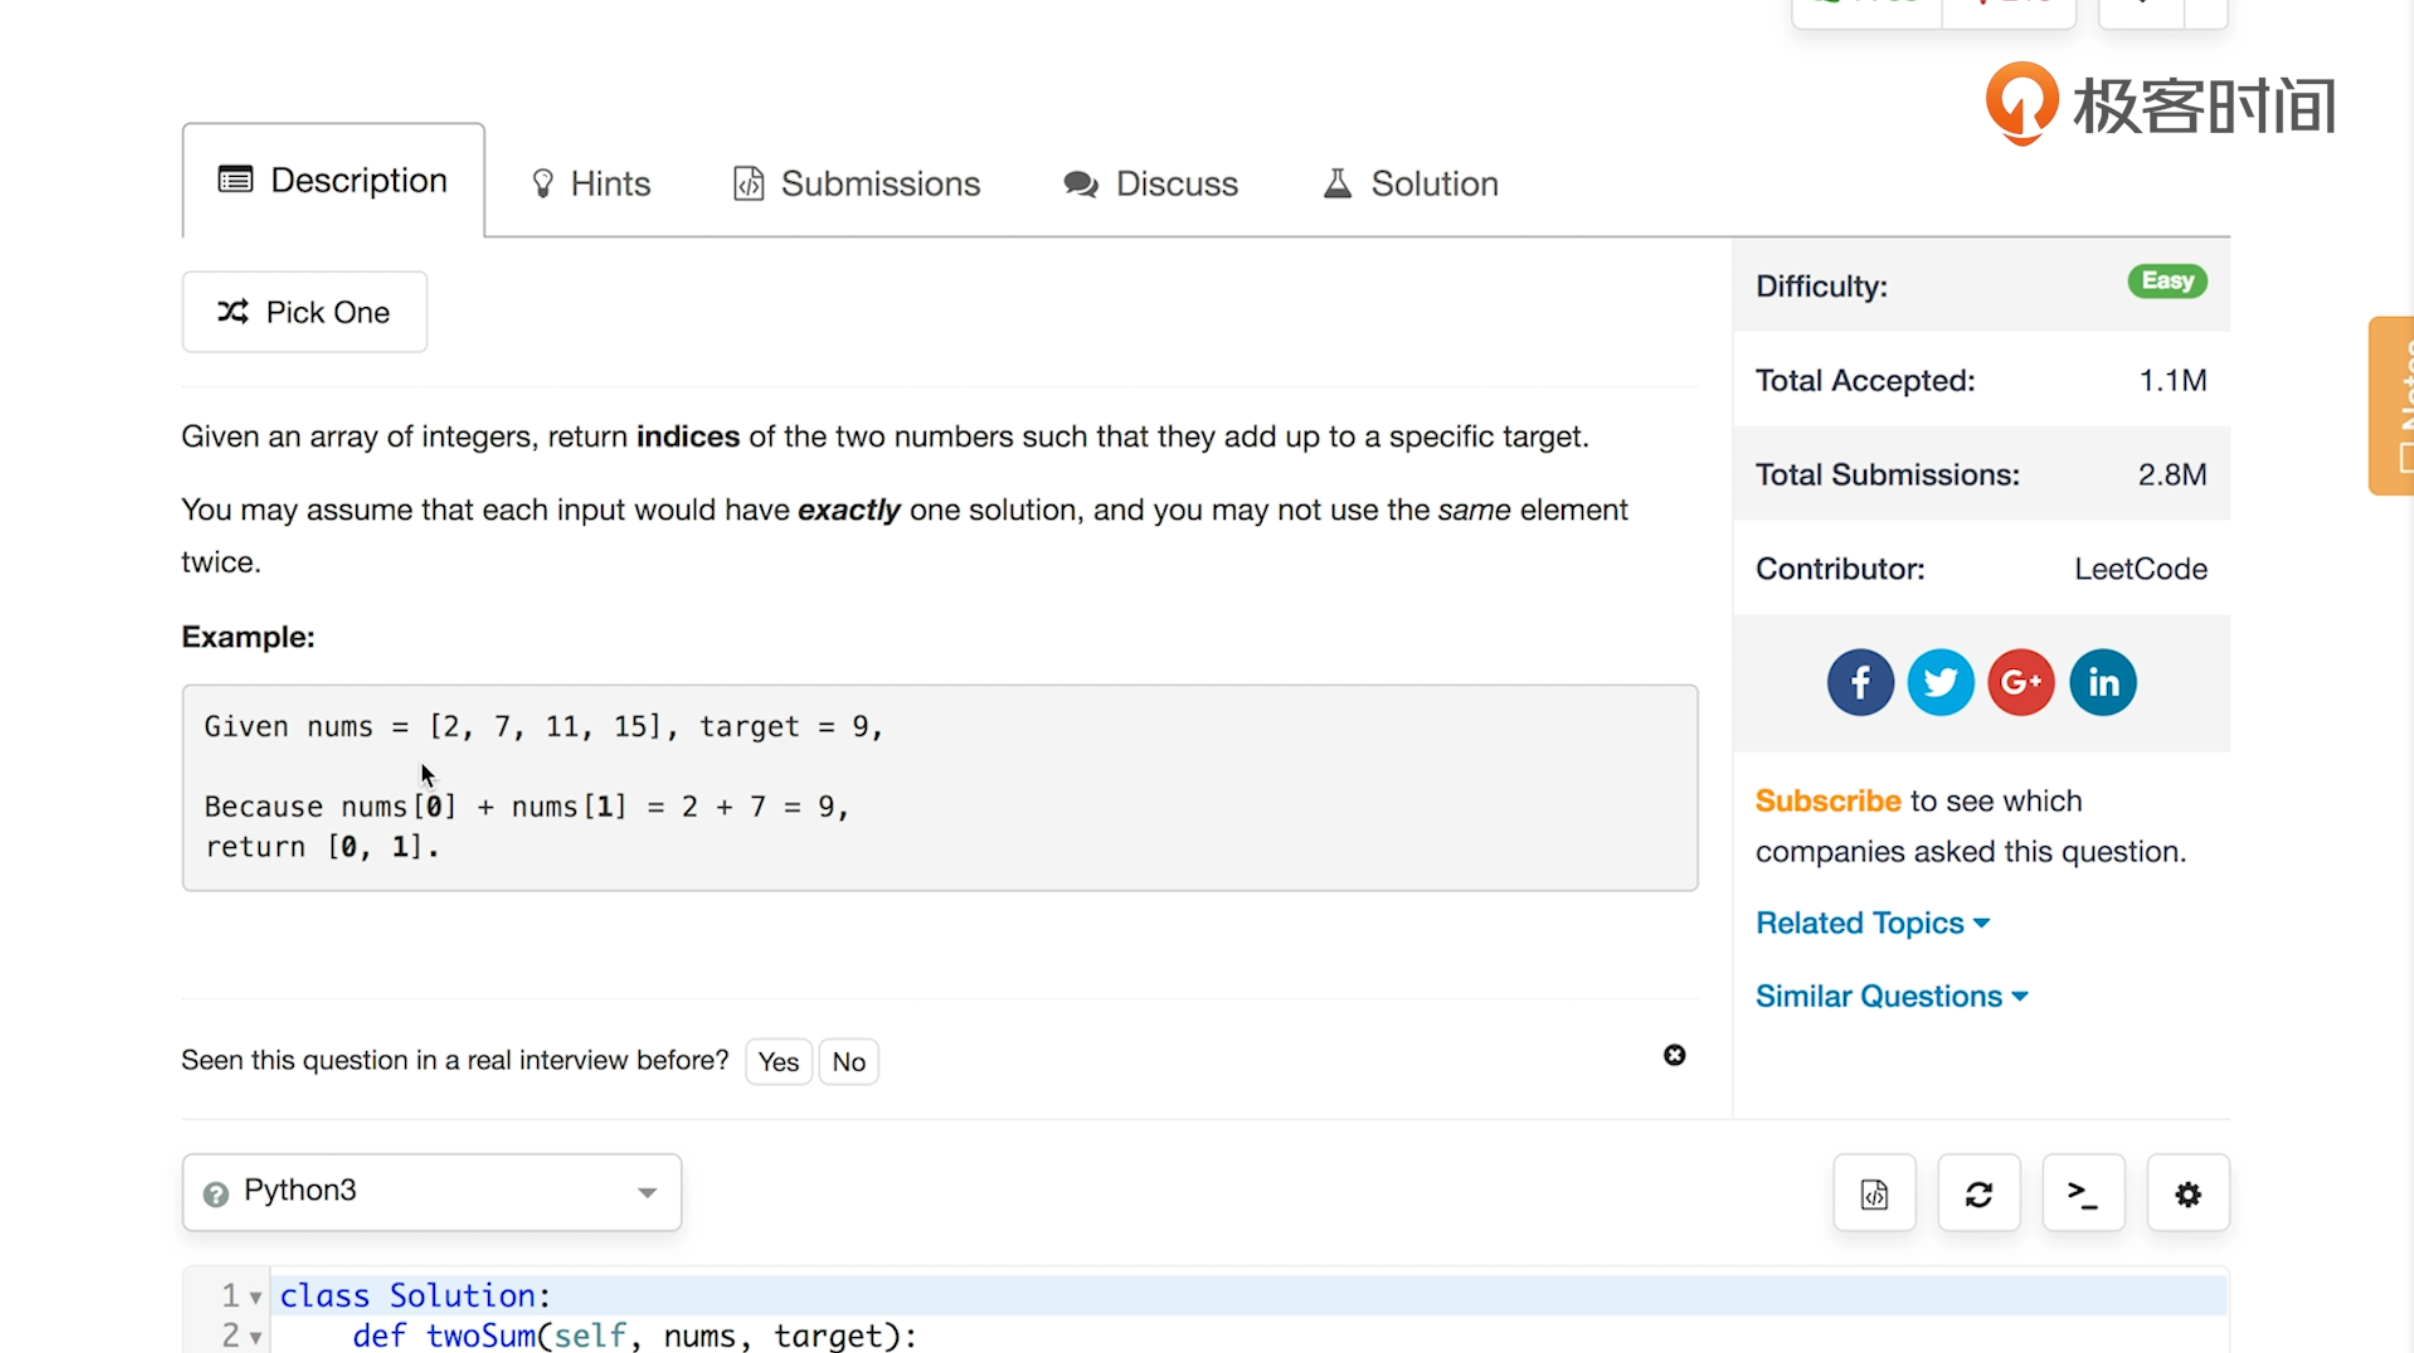 极客时间
Description
Hints
Submissions
Discuss
Solution
Pick One
Given an array of integers, return indices of the two numbers such that they add up to a specific target.
You may assume that each input would have exactly one solution, and you may not use the same element
twice.
Example:
Given nums = [2, 7, 11, 15], target = 9,
Because nums[0] + nums[1] = 2 + 7 = 9,
return [0, 1].
Seen this question in a real interview before? Yes No
Difficulty: Easy
Total Accepted: 1.1M
Total Submissions: 2.8M
Contributor: LeetCode
Subscribe to see which
companies asked this question.
Related Topics
Similar Questions
Python3
1 class Solution:
2 def twoSum(self, nums, target):